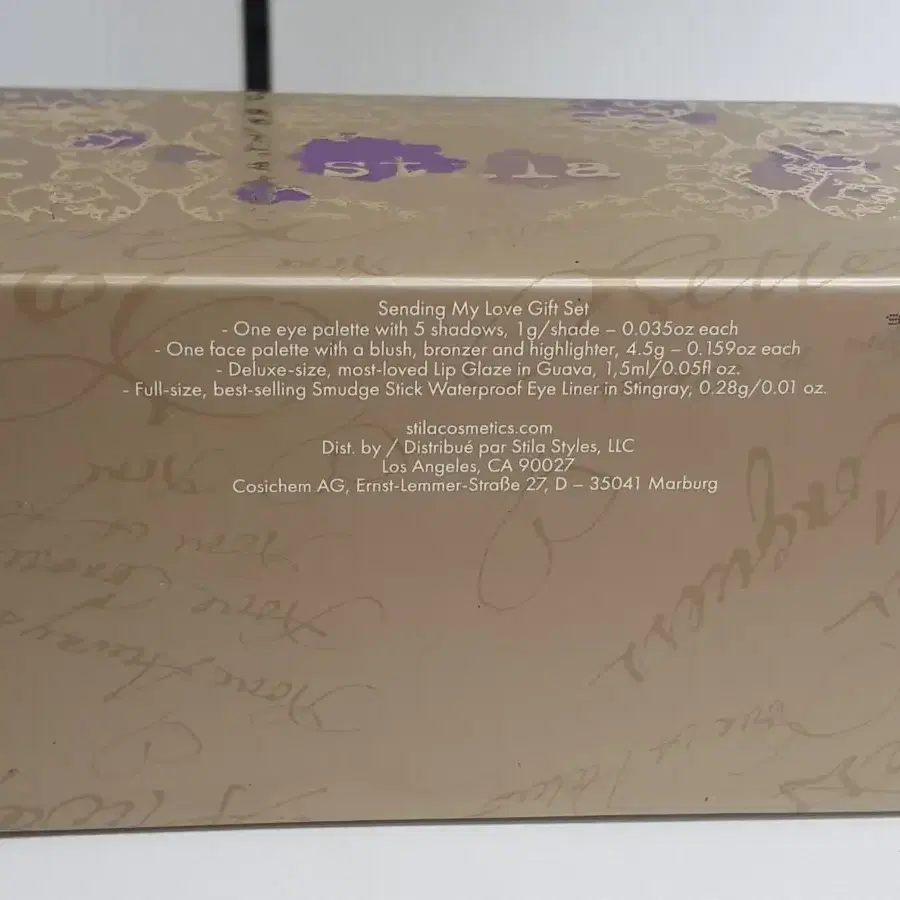 stila
Sending My Love Gift Set
- One eye palette with 5 shadows, 1g/shade – 0.035oz each
- One face palette with a blush, bronzer and highlighter, 4.5g – 0.159oz each
- Deluxe-size, most-loved Lip Glaze in Guava, 1,5ml/0.05fl oz.
- Full-size, best-selling Smudge Stick Waterproof Eye Liner in Stingray, 0.28g/0.01 oz.
stilacosmetics.com
Dist. by / Distribué par Stila Styles, LLC
Los Angeles, CA 90027
Cosichem AG, Ernst-Lemmer-Straße 27, D – 35041 Marburg